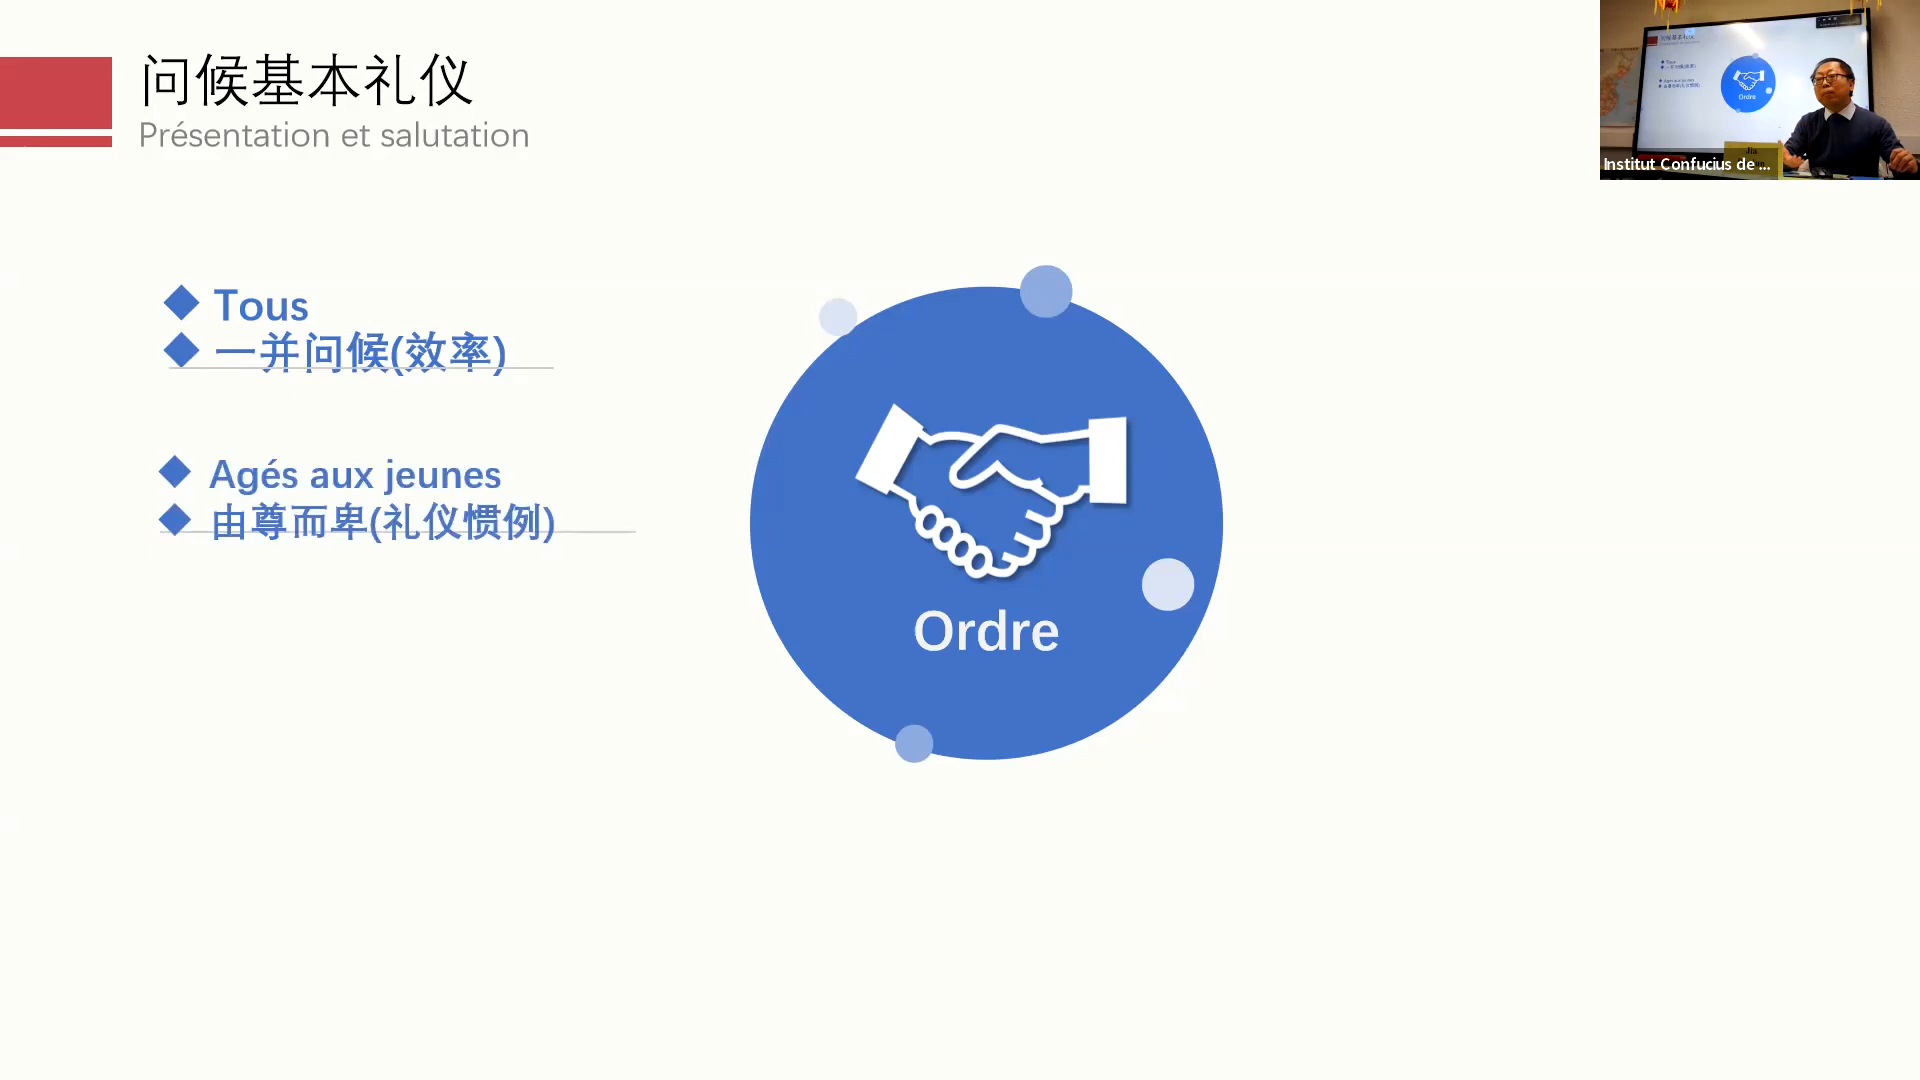 问候基本礼仪
Présentation et salutation
Tous
一并问候(效率)
Agés aux jeunes
由尊而卑(礼仪惯例)
Ordre
Institut Confucius de ...